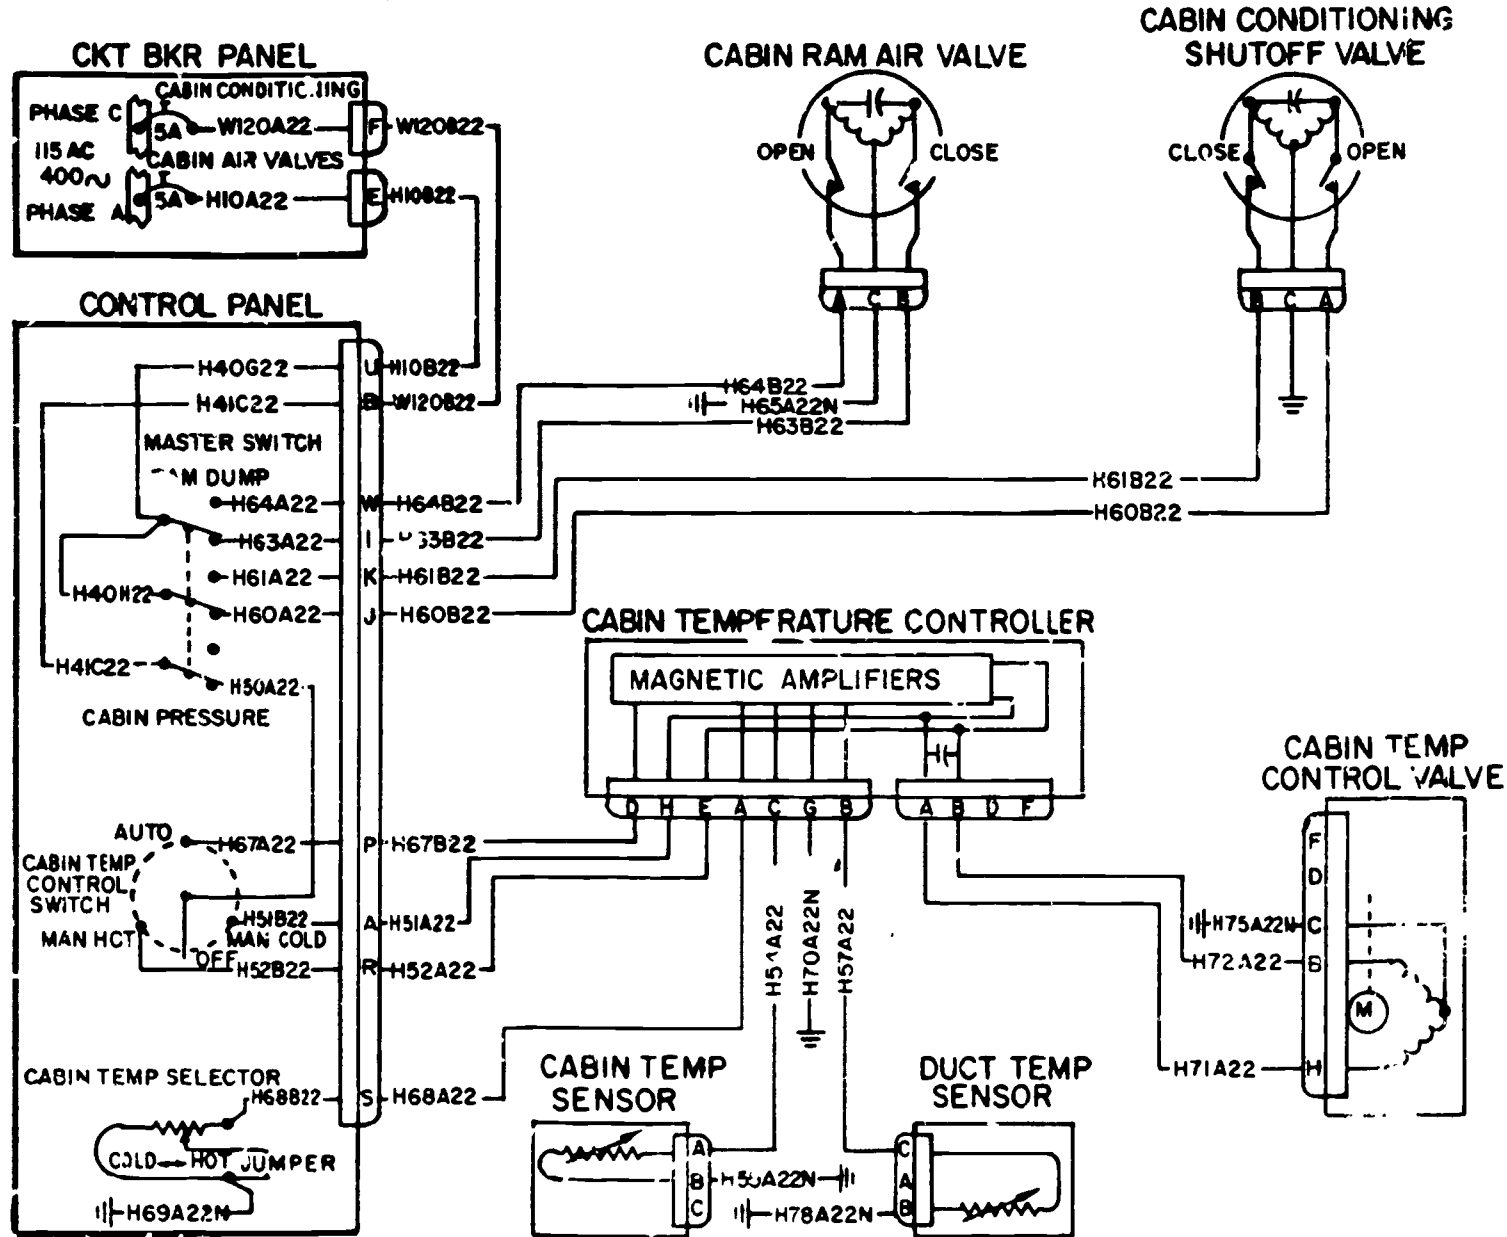 CABIN CONDITIONING
SHUTOFF VALVE
CKT BKR PANEL
CABIN RAM AIR VALVE
CABIN
PHASE C
5A
W120A22
F
W120B22
115 AC
400~
CABIN AIR VALVES
PHASE A
5A
H10A22
E
H10B22
OPEN
CLOSE
CLOSE
OPEN
A C B
B C A
CONTROL PANEL
H40G22
U
H10B22
H41C22
B
W120B22
H64B22
H65A22N
H63B22
MASTER SWITCH
DUMP
H64A22
W
H64B22
H61B22
H60B22
H63A22
I
63B22
H61A22
K
H61B22
H40H22
H60A22
J
H60B22
H41C22
H50A22
CABIN PRESSURE
CABIN TEMPFRATURE CONTROLLER
MAGNETIC AMPLIFIERS
D H E A C G B
A B D F
CABIN TEMP
CONTROL VALVE
AUTO
H67A22
P
H67B22
CABIN TEMP
CONTROL
SWITCH
H51B22
A
H51A22
MAN HCT
MAN COLD
OFF
H52B22
R
H52A22
H70A22N
H57A22
F
D
H75A22N
C
H72A22
B
M
H71A22
H
CABIN TEMP SELECTOR
H68B22
S
H68A22
COLD
HOT
JUMPER
H69A22N
CABIN TEMP
SENSOR
A
B
C
DUCT TEMP
SENSOR
C
A
B
H78A22N